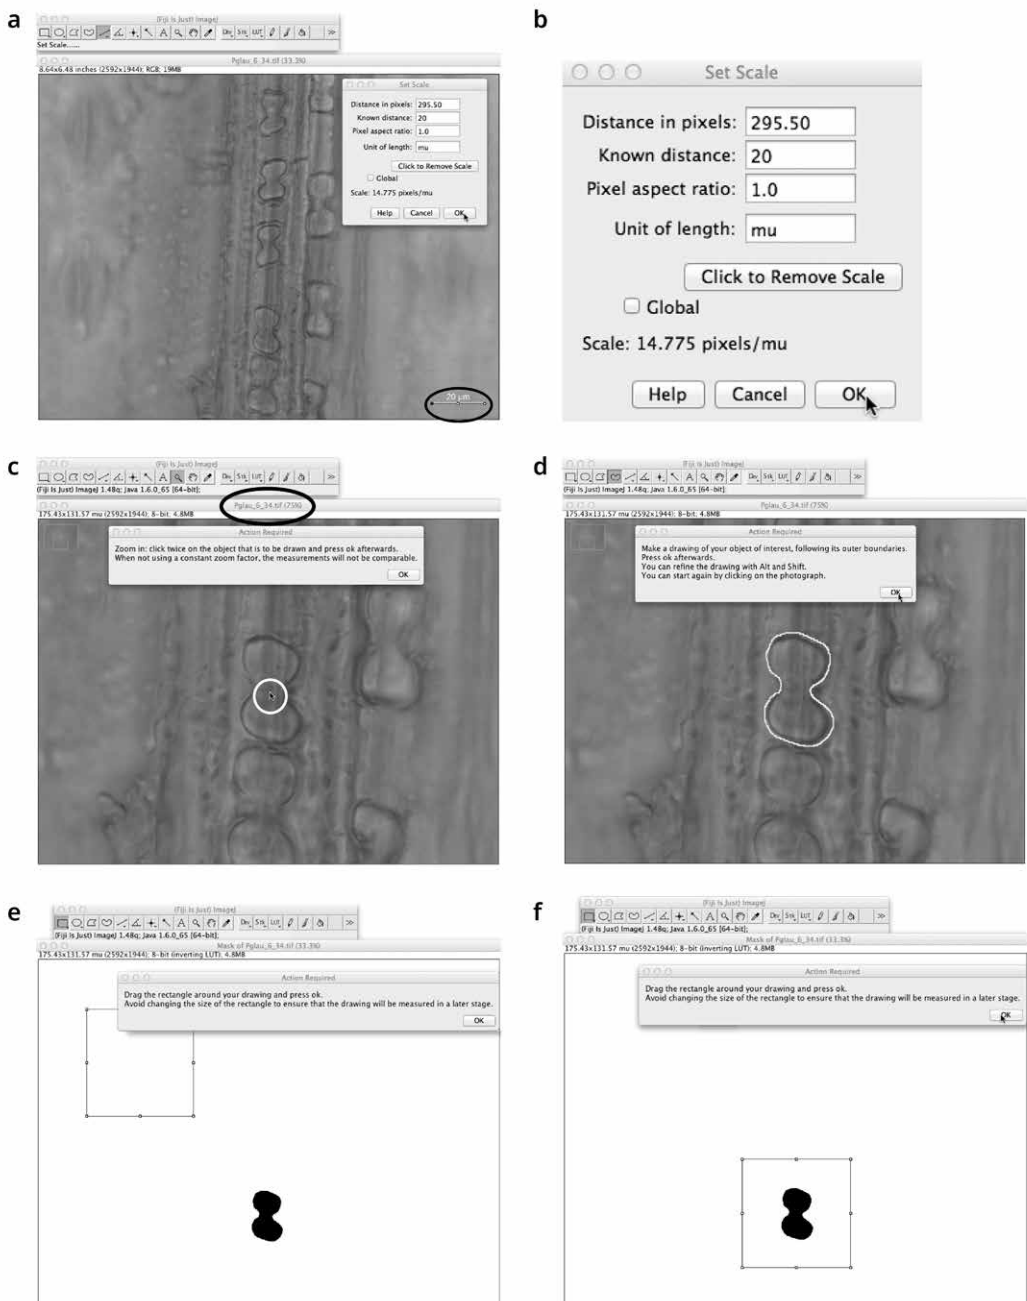 a
(Fiji Is Just) ImageJ
Dev. Stk. LUT
Set Scale......
Pglau_6_34.tif (33.3%)
8.64x6.48 inches (2592x1944); RGB; 19MB
Set Scale
Distance in pixels: 295.50
Known distance: 20
Pixel aspect ratio: 1.0
Unit of length: mu
Click to Remove Scale
Global
Scale: 14.775 pixels/mu
Help Cancel OK
20 µm
b
Set Scale
Distance in pixels: 295.50
Known distance: 20
Pixel aspect ratio: 1.0
Unit of length: mu
Click to Remove Scale
Global
Scale: 14.775 pixels/mu
Help Cancel OK
c
(Fiji Is Just) ImageJ
Dev. Stk. LUT
(Fiji Is Just) ImageJ 1.48q; Java 1.6.0_65 [64-bit];
Pglau_6_34.tif (75%)
175.43x131.57 mu (2592x1944); 8-bit; 4.8MB
Action Required
Zoom in: click twice on the object that is to be drawn and press ok afterwards.
When not using a constant zoom factor, the measurements will not be comparable.
OK
d
(Fiji Is Just) ImageJ
Dev. Stk. LUT
(Fiji Is Just) ImageJ 1.48q; Java 1.6.0_65 [64-bit];
Pglau_6_34.tif (75%)
175.43x131.57 mu (2592x1944); 8-bit; 4.8MB
Action Required
Make a drawing of your object of interest, following its outer boundaries.
Press ok afterwards.
You can refine the drawing with Alt and Shift.
You can start again by clicking on the photograph.
OK
e
(Fiji Is Just) ImageJ
Dev. Stk. LUT
(Fiji Is Just) ImageJ 1.48q; Java 1.6.0_65 [64-bit];
Mask of Pglau_6_34.tif (33.3%)
175.43x131.57 mu (2592x1944); 8-bit (inverting LUT); 4.8MB
Action Required
Drag the rectangle around your drawing and press ok.
Avoid changing the size of the rectangle to ensure that the drawing will be measured in a later stage.
OK
f
(Fiji Is Just) ImageJ
Dev. Stk. LUT
(Fiji Is Just) ImageJ 1.48q; Java 1.6.0_65 [64-bit];
Mask of Pglau_6_34.tif (33.3%)
175.43x131.57 mu (2592x1944); 8-bit (inverting LUT); 4.8MB
Action Required
Drag the rectangle around your drawing and press ok.
Avoid changing the size of the rectangle to ensure that the drawing will be measured in a later stage.
OK